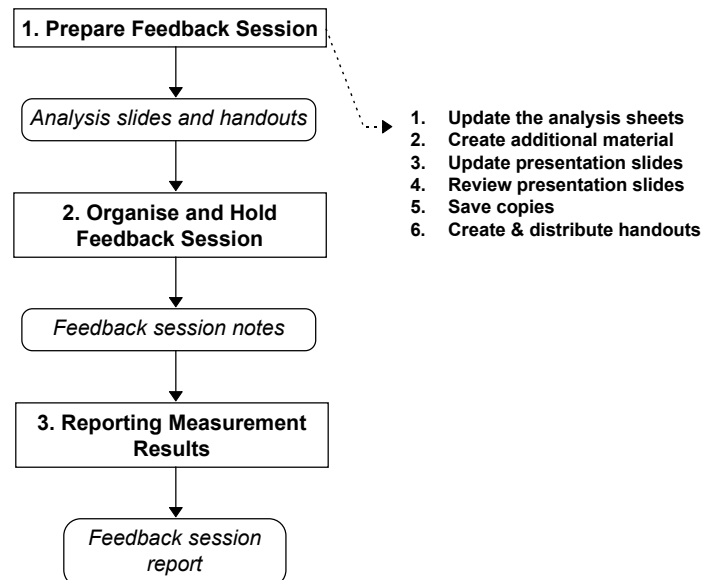 1. Prepare Feedback Session
Analysis slides and handouts
2. Organise and Hold
Feedback Session
Feedback session notes
3. Reporting Measurement
Results
Feedback session
report
1. Update the analysis sheets
2. Create additional material
3. Update presentation slides
4. Review presentation slides
5. Save copies
6. Create & distribute handouts